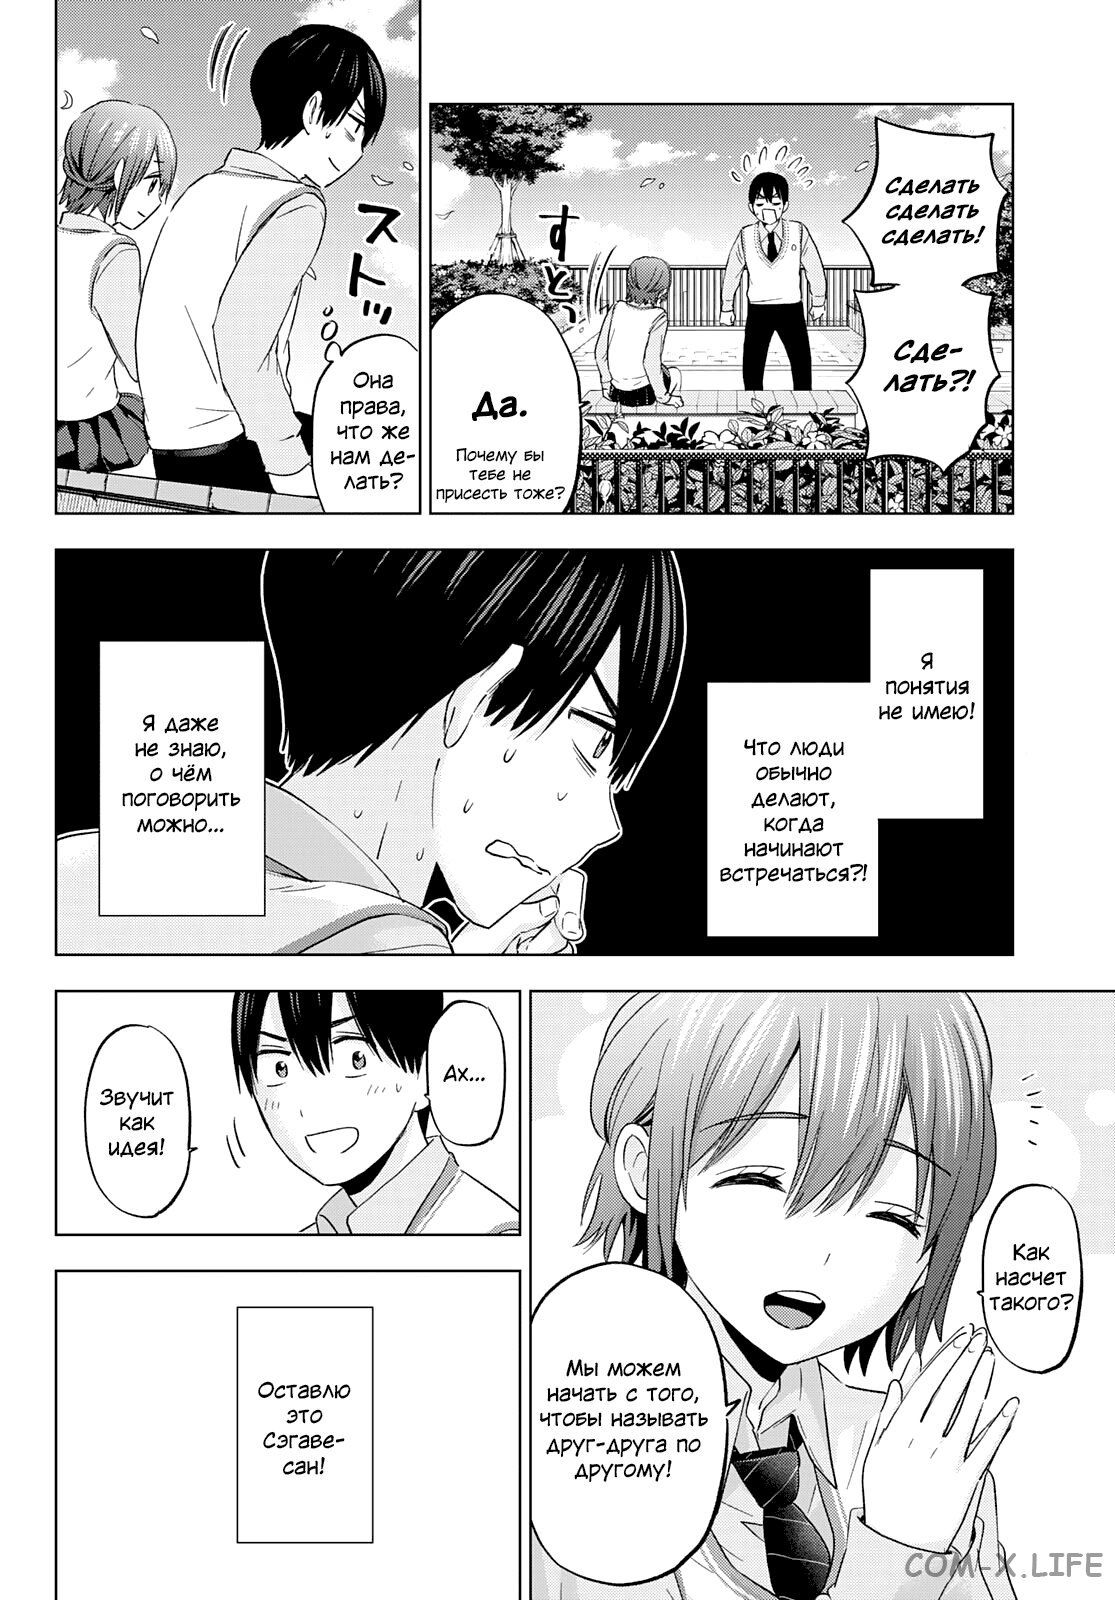 Сделать
сделать
сделать!
Сде-
лать?!
すとっ
Да.
Почему бы
тебе не
присесть тоже?
ストッ
Она
права,
что же
нам де-
лать?
Я
понятия
не имею!
Что люди
обычно
делают,
когда
начинают
встречаться?!
Я даже
не знаю,
о чём
поговорить
можно...
Как
насчет
такого?
Мы можем
начать с того,
чтобы называть
друг-друга по
другому!
Ах...
Звучит
как
идея!
Оставлю
это
Сэгаве-
сан!
COM-X.LIFE